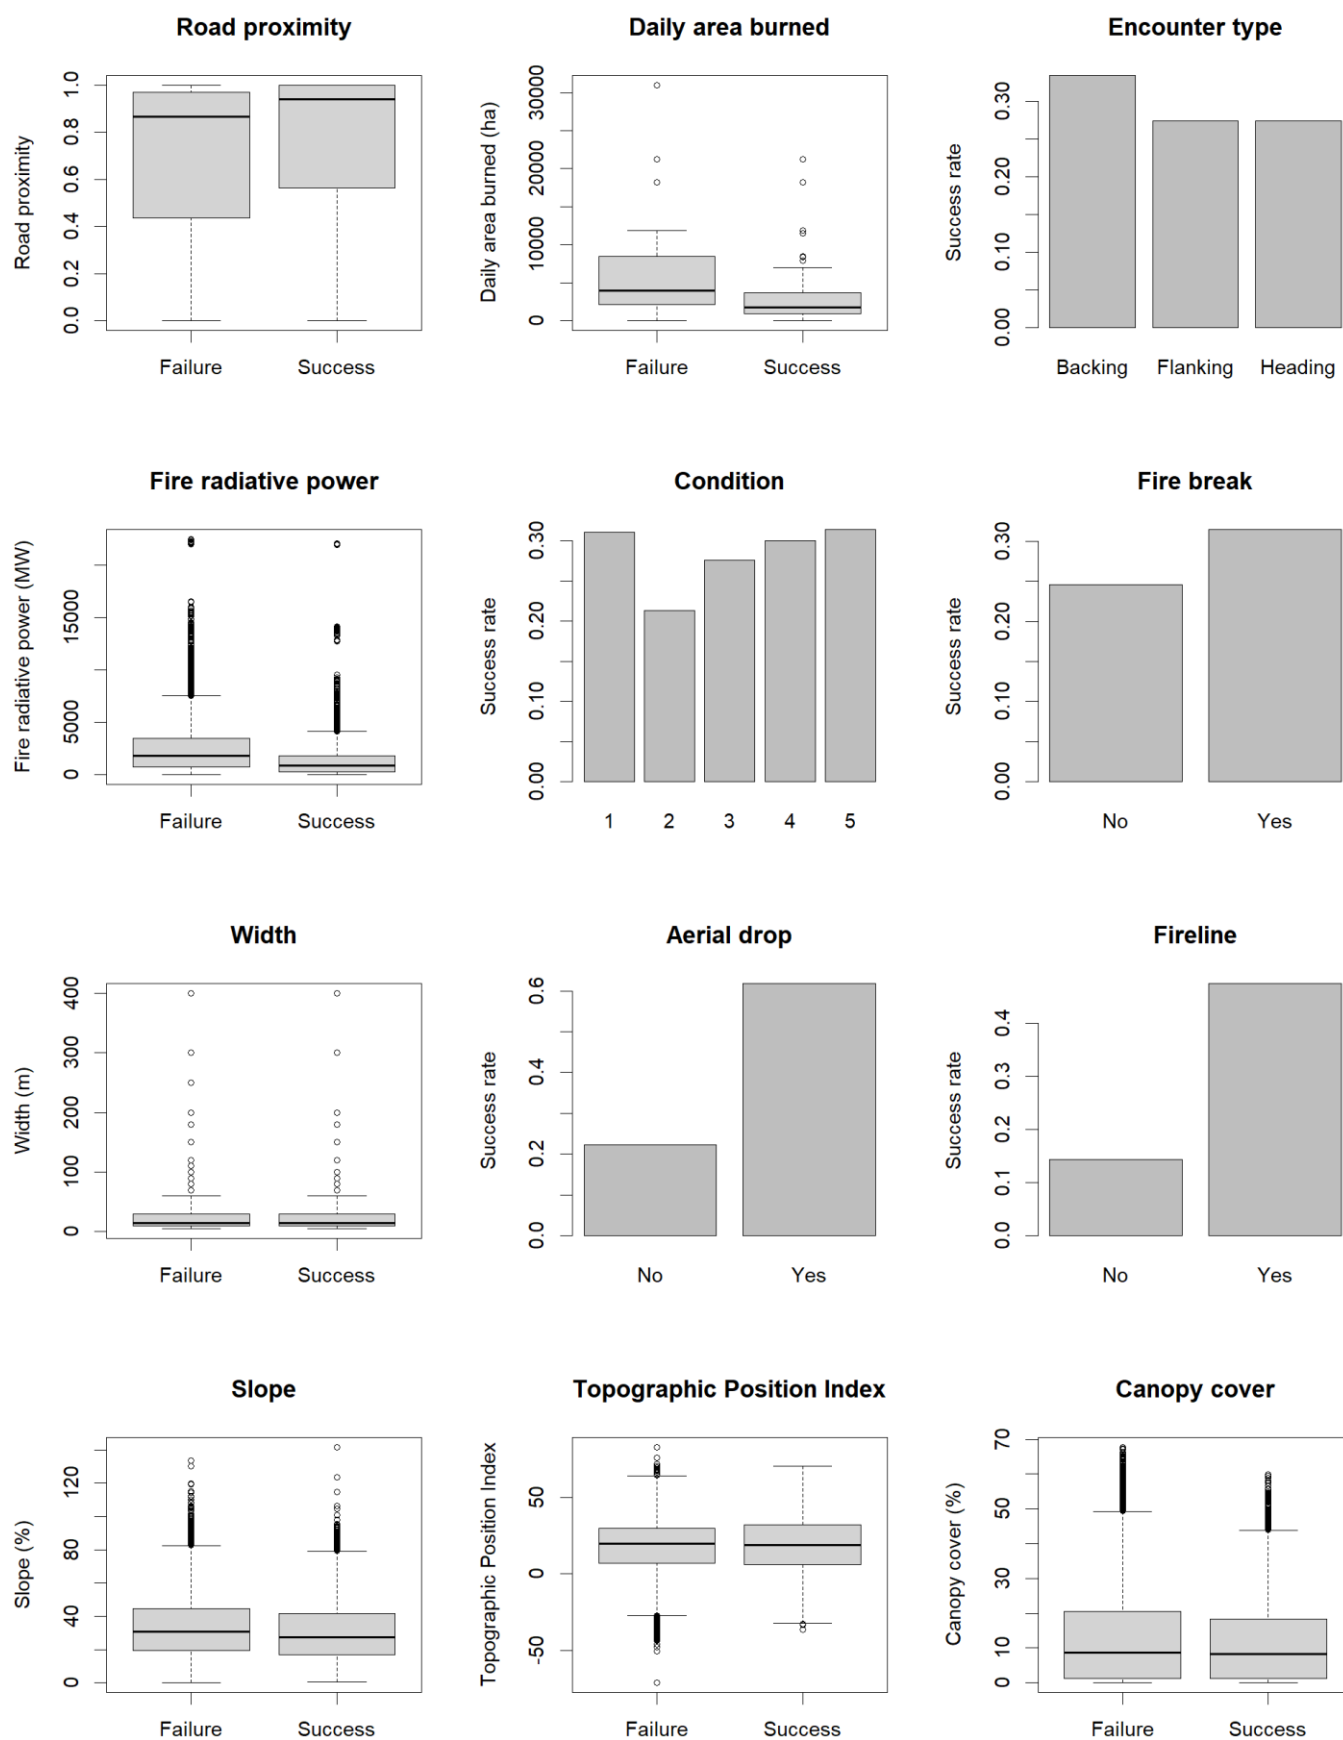 Road proximity
Daily area burned
Encounter type
Road proximity
0.0 0.2 0.4 0.6 0.8 1.0
Failure Success
Daily area burned (ha)
0 10000 20000 30000
Failure Success
Success rate
0.00 0.10 0.20 0.30
Backing Flanking Heading
Fire radiative power
Condition
Fire break
Fire radiative power (MW)
0 5000 15000
Failure Success
Success rate
0.00 0.10 0.20 0.30
1 2 3 4 5
Success rate
0.00 0.10 0.20 0.30
No Yes
Width
Aerial drop
Fireline
Width (m)
0 100 200 300 400
Failure Success
Success rate
0.0 0.2 0.4 0.6
No Yes
Success rate
0.0 0.1 0.2 0.3 0.4
No Yes
Slope
Topographic Position Index
Canopy cover
Slope (%)
0 40 80 120
Failure Success
Topographic Position Index
-50 0 50
Failure Success
Canopy cover (%)
0 10 30 50 70
Failure Success